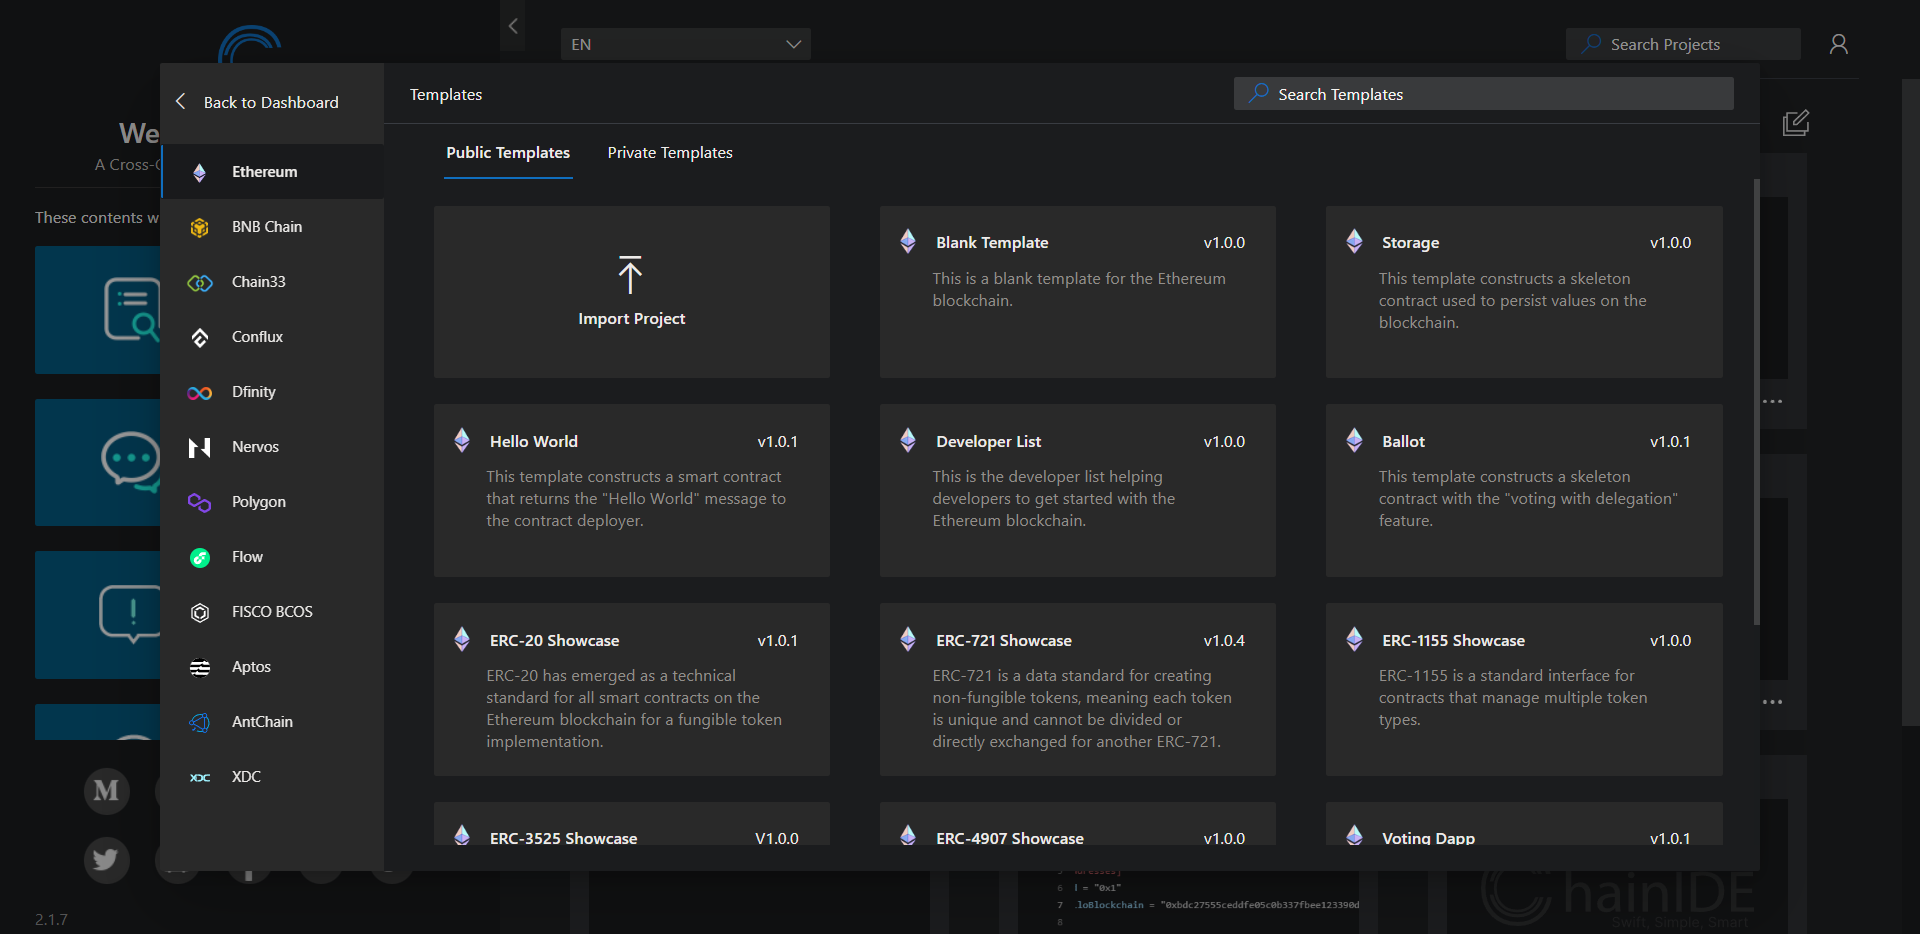 EN
Search Projects
Back to Dashboard
Templates
Search Templates
We
A Cross-C
These contents w
Public Templates
Private Templates
Ethereum
BNB Chain
Chain33
Conflux
Dfinity
Nervos
Polygon
Flow
FISCO BCOS
Aptos
AntChain
XDC
XDC
Import Project
Blank Template
v1.0.0
This is a blank template for the Ethereum
blockchain.
Storage
v1.0.0
This template constructs a skeleton
contract used to persist values on the
blockchain.
Hello World
v1.0.1
This template constructs a smart contract
that returns the "Hello World" message to
the contract deployer.
Developer List
v1.0.0
This is the developer list helping
developers to get started with the
Ethereum blockchain.
Ballot
v1.0.1
This template constructs a skeleton
contract with the "voting with delegation"
feature.
ERC-20 Showcase
v1.0.1
ERC-20 has emerged as a technical
standard for all smart contracts on the
Ethereum blockchain for a fungible token
implementation.
ERC-721 Showcase
v1.0.4
ERC-721 is a data standard for creating
non-fungible tokens, meaning each token
is unique and cannot be divided or
directly exchanged for another ERC-721.
ERC-1155 Showcase
v1.0.0
ERC-1155 is a standard interface for
contracts that manage multiple token
types.
ERC-3525 Showcase
V1.0.0
ERC-4907 Showcase
v1.0.0
Voting Dapp
v1.0.1
M
6 l = "0x1"
7 .loBlockchain = "0xbdc27555ceddfe05c0b337fbee123390d
8
ChainIDE
Swift, Simple, Smart
2.1.7